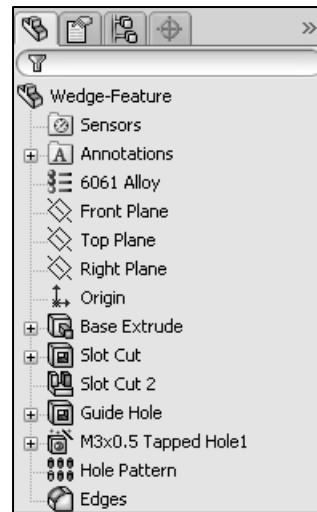 »
Wedge-Feature
Sensors
A Annotations
6061 Alloy
Front Plane
Top Plane
Right Plane
Origin
Base Extrude
Slot Cut
Slot Cut 2
Guide Hole
M3x0.5 Tapped Hole1
Hole Pattern
Edges